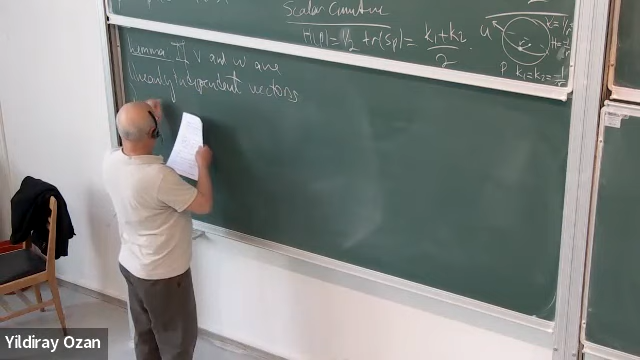 Scalar Curvature
H(p) = 1/2 tr(Sp) = k1+k2 / 2
u
p k1=k2=
Lemma If v and w are
linearly independent vectors
Yildiray Ozan